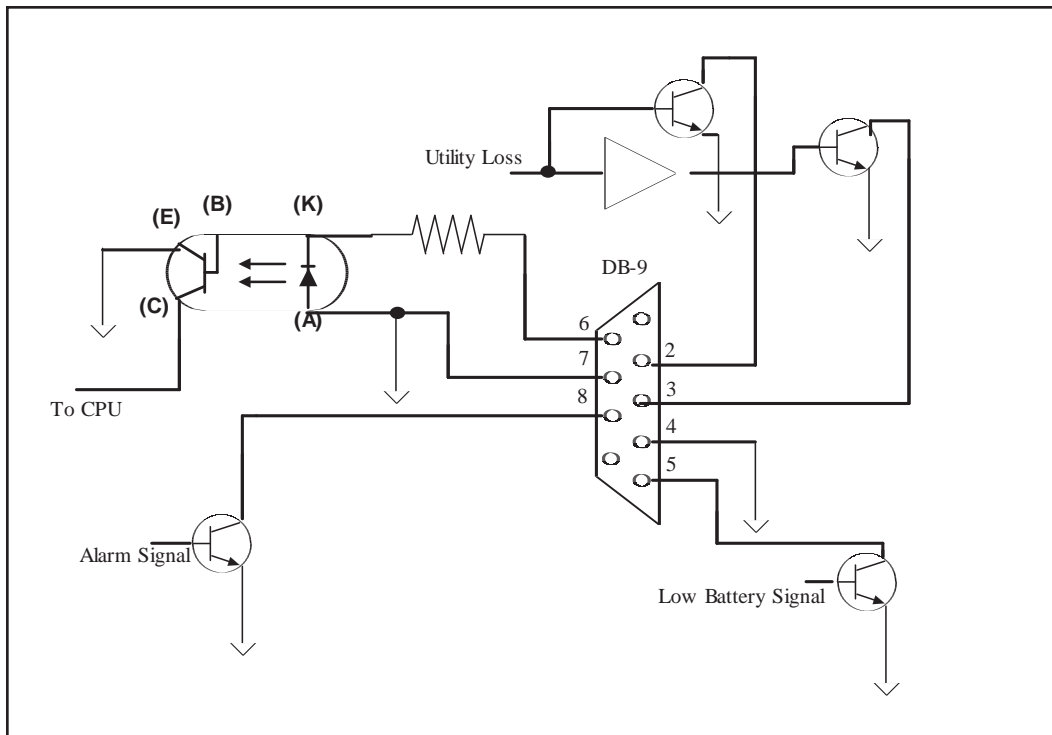 Utility Loss
(B)
(K)
(E)
DB-9
(C)
(A)
6
2
7
3
8
To CPU
4
5
Alarm Signal
Low Battery Signal